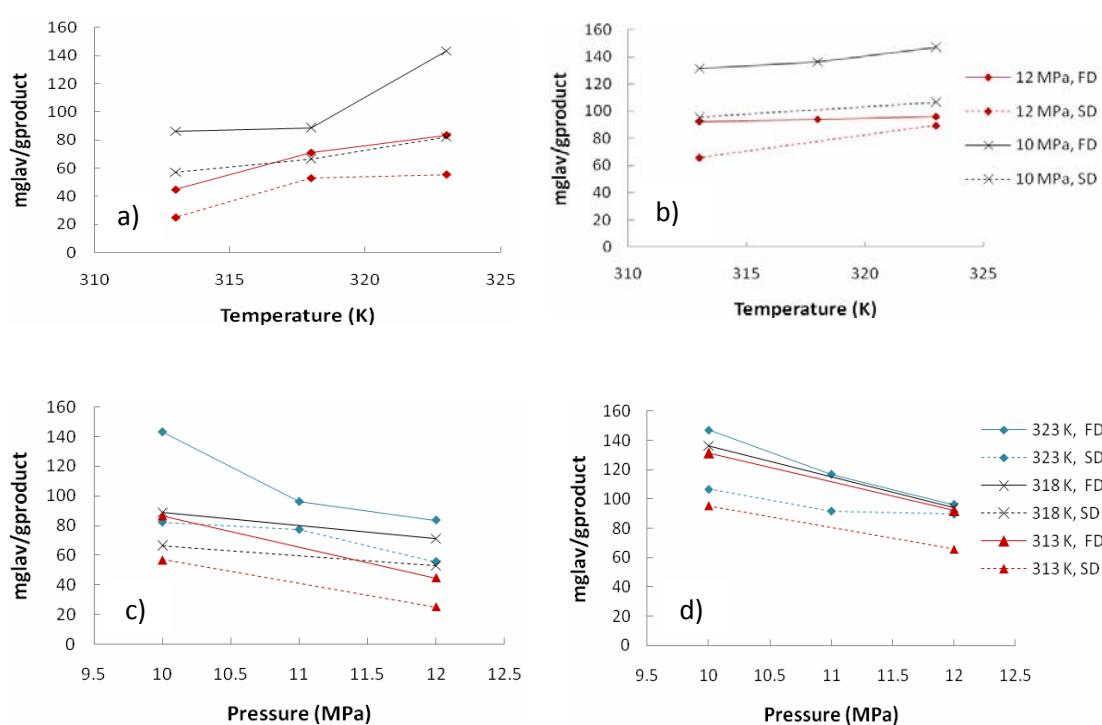 160
140
120
100
80
60
40
20
0
mglav/gproduct
a)
310
315
320
325
Temperature (K)
160
140
120
100
80
60
40
20
0
mglav/gproduct
b)
310
315
320
325
Temperature (K)
12 MPa, FD
12 MPa, SD
10 MPa, FD
10 MPa, SD
160
140
120
100
80
60
40
20
0
mglav/gproduct
c)
9.5
10
10.5
11
11.5
12
12.5
Pressure (MPa)
160
140
120
100
80
60
40
20
0
mglav/gproduct
d)
9.5
10
10.5
11
11.5
12
12.5
Pressure (MPa)
323 K, FD
323 K, SD
318 K, FD
318 K, SD
313 K, FD
313 K, SD